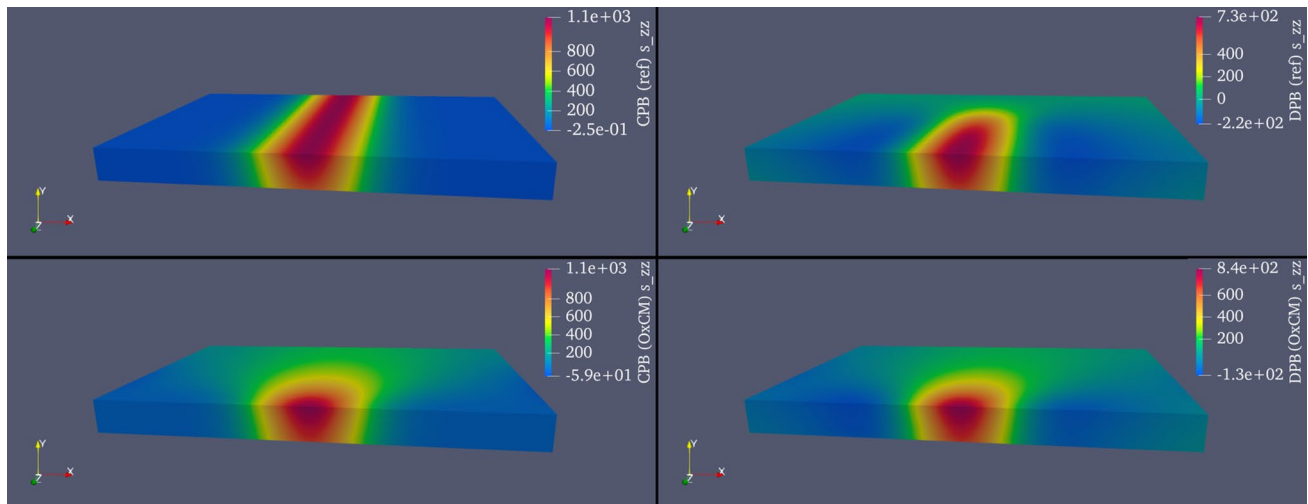 1.1e+03
800
600
400
200
-2.5e-01
CPB (ref) s_zz
Y
X
Z
7.3e+02
400
200
0
-2.2e+02
DPB (ref) s_zz
Y
X
Z
1.1e+03
800
600
400
200
-5.9e+01
CPB (OxCM) s_zz
Y
X
Z
8.4e+02
600
400
200
-1.3e+02
DPB (OxCM) s_zz
Y
X
Z